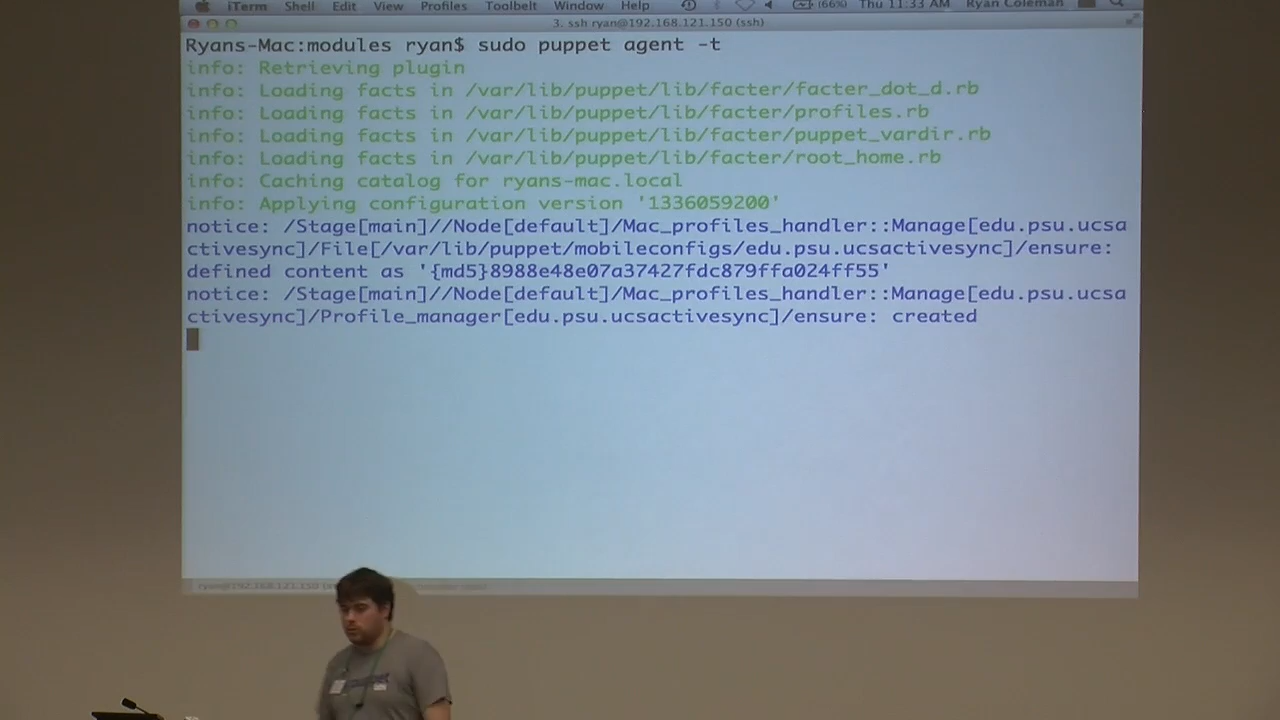 iTerm Shell Edit View Profiles Toolbelt Window Help (66%) Thu 11:33 AM Ryan Coleman
3. ssh ryan@192.168.121.150 (ssh)
Ryans-Mac:modules ryan$ sudo puppet agent -t
info: Retrieving plugin
info: Loading facts in /var/lib/puppet/lib/facter/facter_dot_d.rb
info: Loading facts in /var/lib/puppet/lib/facter/profiles.rb
info: Loading facts in /var/lib/puppet/lib/facter/puppet_vardir.rb
info: Loading facts in /var/lib/puppet/lib/facter/root_home.rb
info: Caching catalog for ryans-mac.local
info: Applying configuration version '1336059200'
notice: /Stage[main]//Node[default]/Mac_profiles_handler::Manage[edu.psu.ucsa
ctivesync]/File[/var/lib/puppet/mobileconfigs/edu.psu.ucsactivesync]/ensure:
defined content as '{md5}8988e48e07a37427fdc879ffa024ff55'
notice: /Stage[main]//Node[default]/Mac_profiles_handler::Manage[edu.psu.ucsa
ctivesync]/Profile_manager[edu.psu.ucsactivesync]/ensure: created
ryan@192.168.121.150